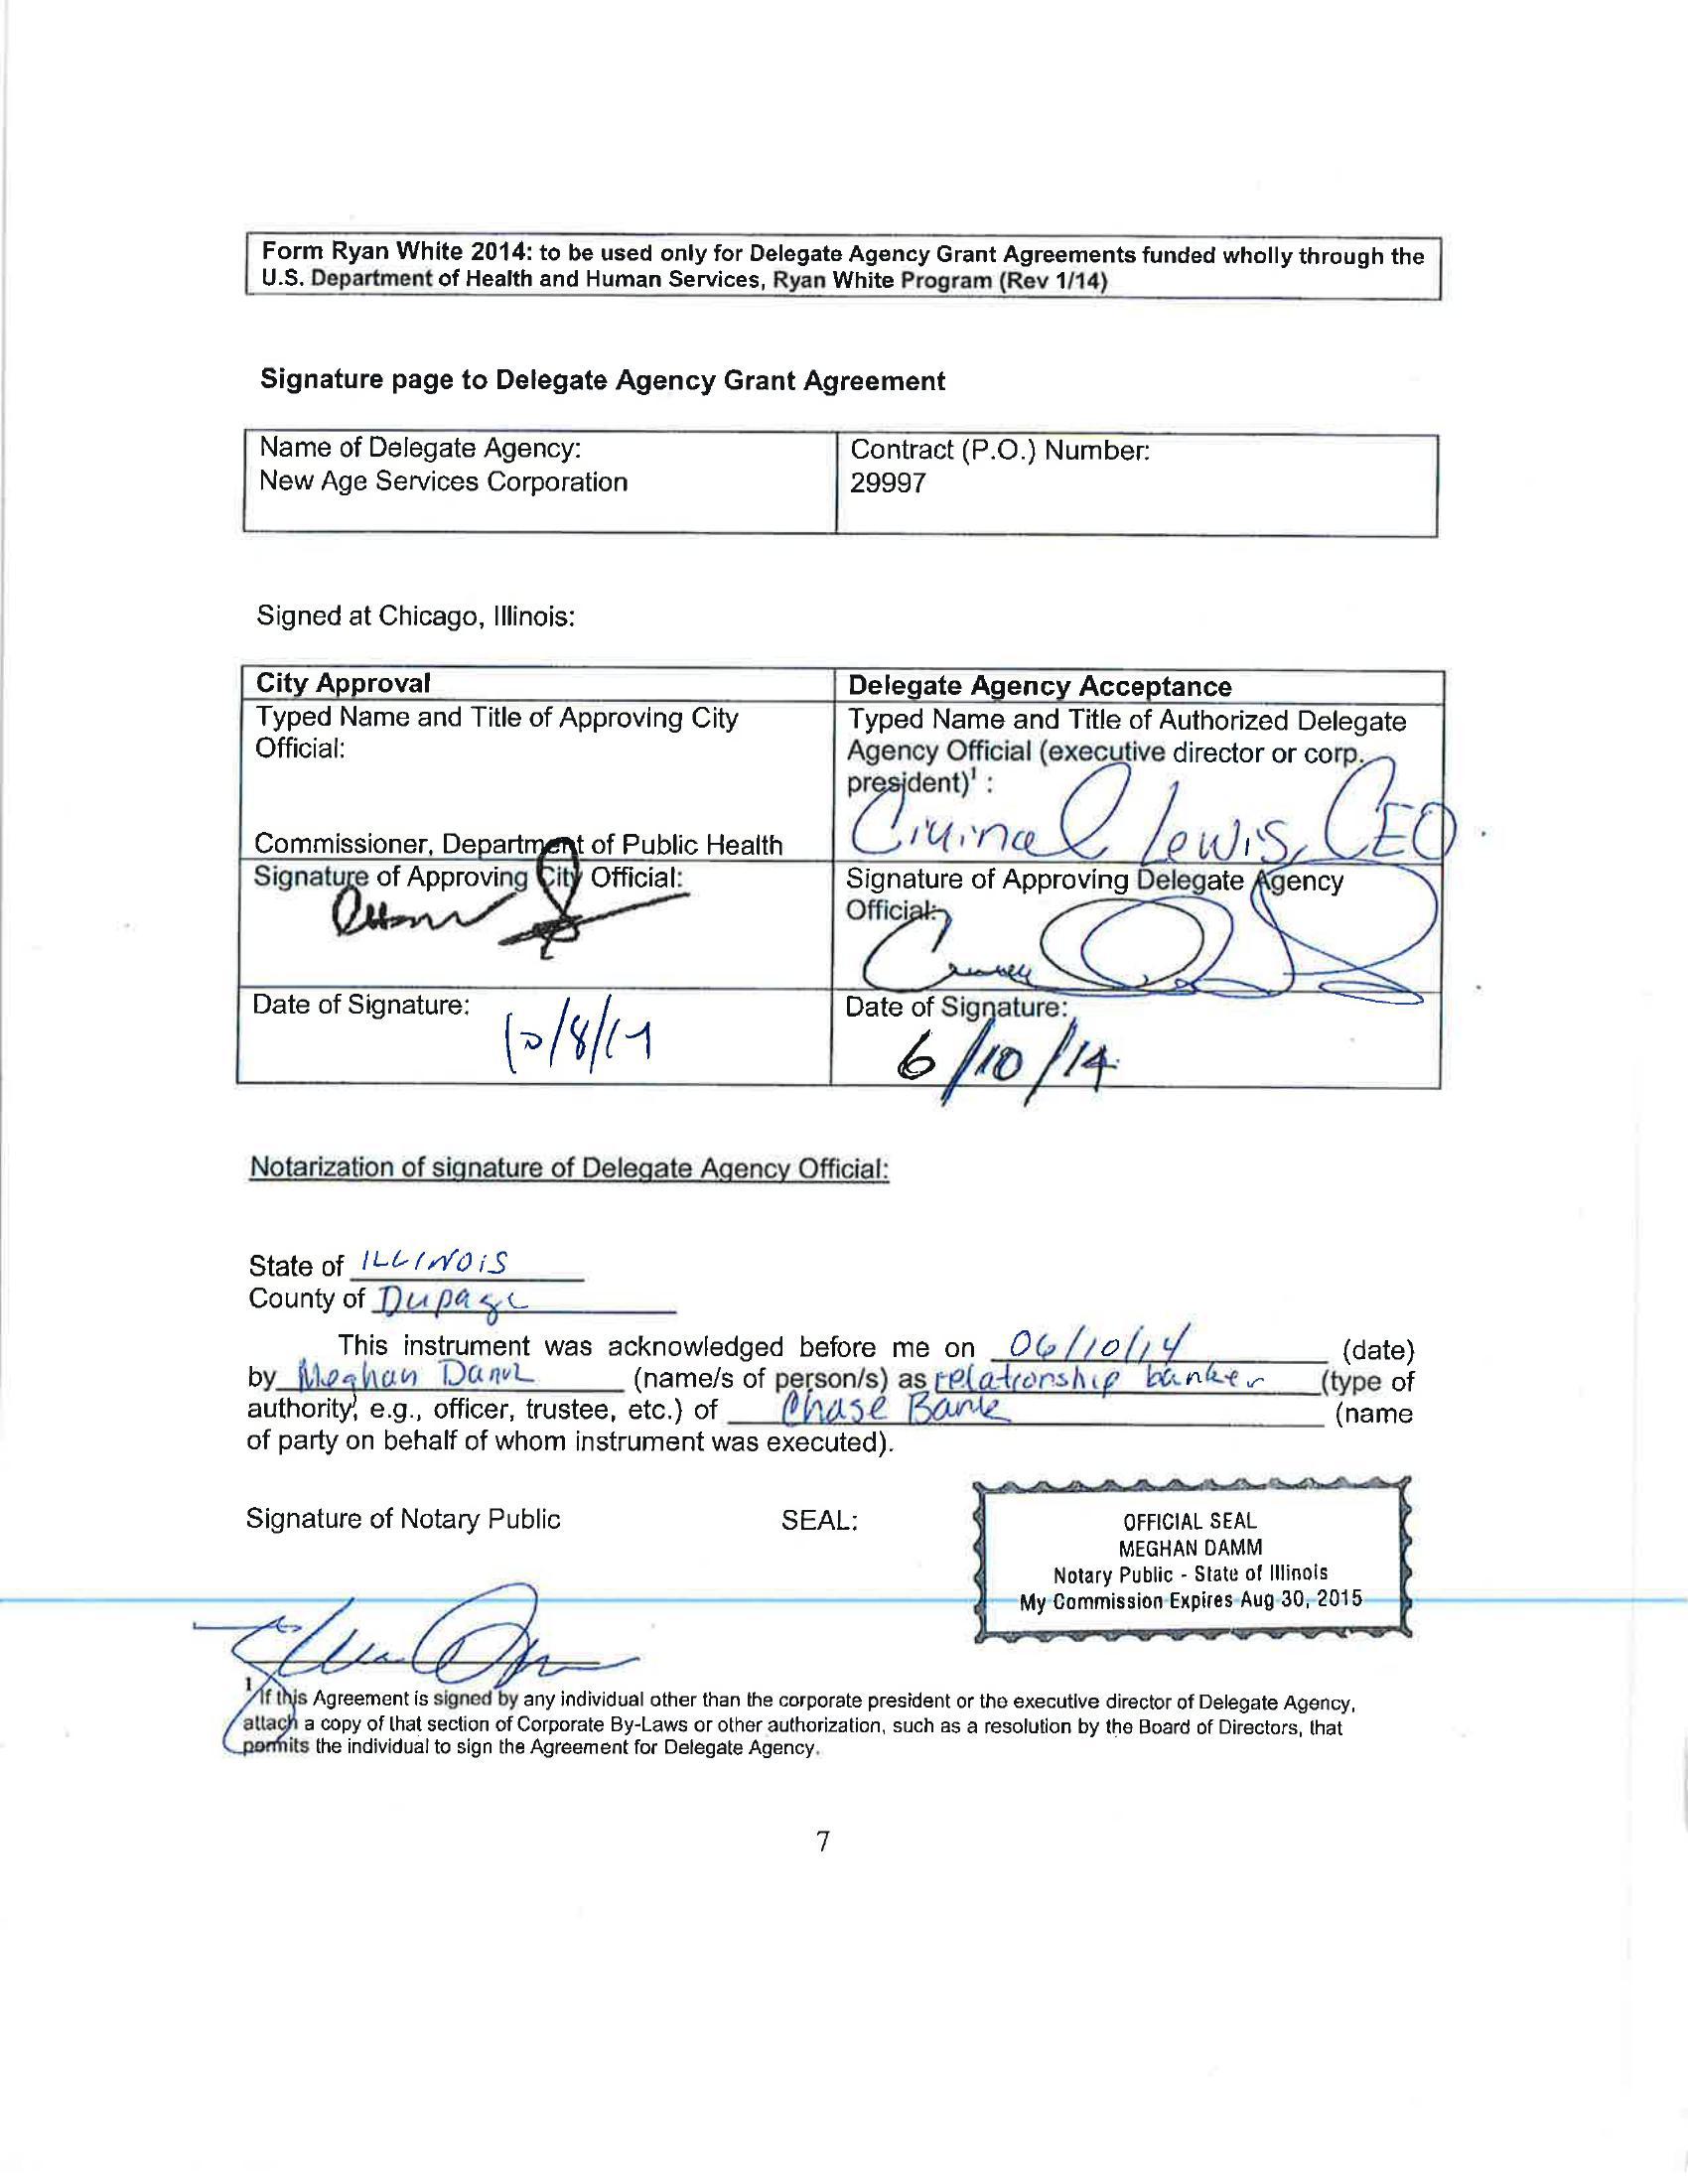 Form Ryan White 2014: to be used only for Delegate Agency Grant Agreements funded wholly through the
U.S. Department of Health and Human Services, Ryan White Program (Rev 1/14)
Signature page to Delegate Agency Grant Agreement
Name of Delegate Agency:
New Age Services Corporation
Contract (P.O.) Number:
29997
Signed at Chicago, Illinois:
City Approval
Typed Name and Title of Approving City
Official:
Commissioner, Department of Public Health
Signature of Approving City Official:
Date of Signature:
10/8/14
Delegate Agency Acceptance
Typed Name and Title of Authorized Delegate
Agency Official (executive director or corp.
president)¹ :
Lewis, CEO
Signature of Approving Delegate Agency
Official:
Date of Signature:
6/10/14
Notarization of signature of Delegate Agency Official:
State of ILLINOIS
County of Dupage
This instrument was acknowledged before me on 06/10/14 (date)
by Meghan Damm (name/s of person/s) as relationship banker (type of
authority, e.g., officer, trustee, etc.) of Chase Bank (name
of party on behalf of whom instrument was executed).
Signature of Notary Public
SEAL:
OFFICIAL SEAL
MEGHAN DAMM
Notary Public - State of Illinois
My Commission Expires Aug 30, 2015
¹ If this Agreement is signed by any individual other than the corporate president or the executive director of Delegate Agency,
attach a copy of that section of Corporate By-Laws or other authorization, such as a resolution by the Board of Directors, that
permits the individual to sign the Agreement for Delegate Agency.
7